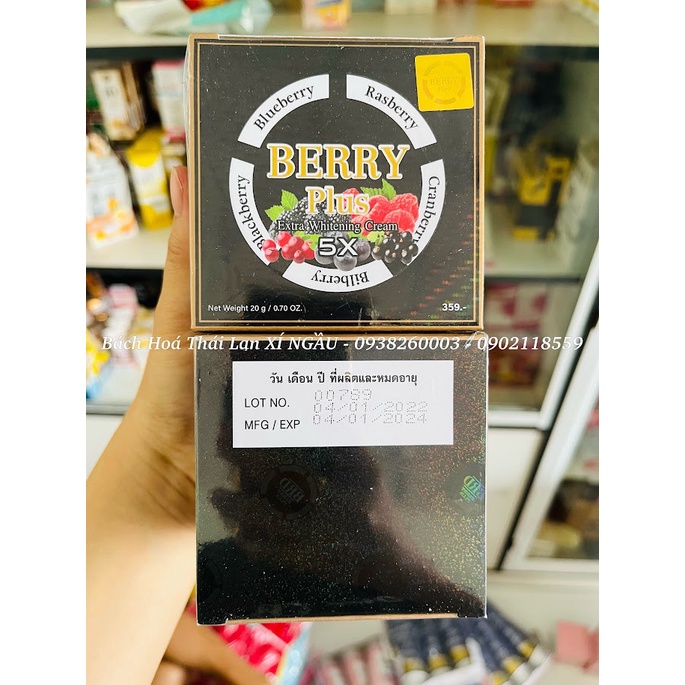 Blueberry
Rasberry
Blackberry
Cranberry
BERRY
Plus
Extra Whitening Cream
5X
Bilberry
Net Weight 20 g / 0.70 OZ.
359.-
Bách Hoá Thái Lan XÍ NGẦU - 0938260003 / 0902118559
วัน เดือน ปี ที่ผลิตและหมดอายุ
LOT NO. 00789
04/01/2022
MFG / EXP 04/01/2024